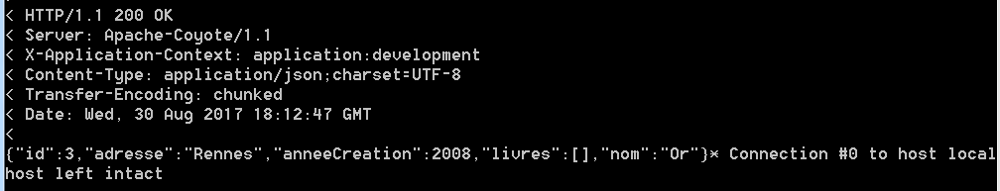 < HTTP/1.1 200 OK
< Server: Apache-Coyote/1.1
< X-Application-Context: application:development
< Content-Type: application/json;charset=UTF-8
< Transfer-Encoding: chunked
< Date: Wed, 30 Aug 2017 18:12:47 GMT
<
{"id":3,"adresse":"Rennes","anneeCreation":2008,"livres":[],"nom":"Or"}* Connection #0 to host local
host left intact